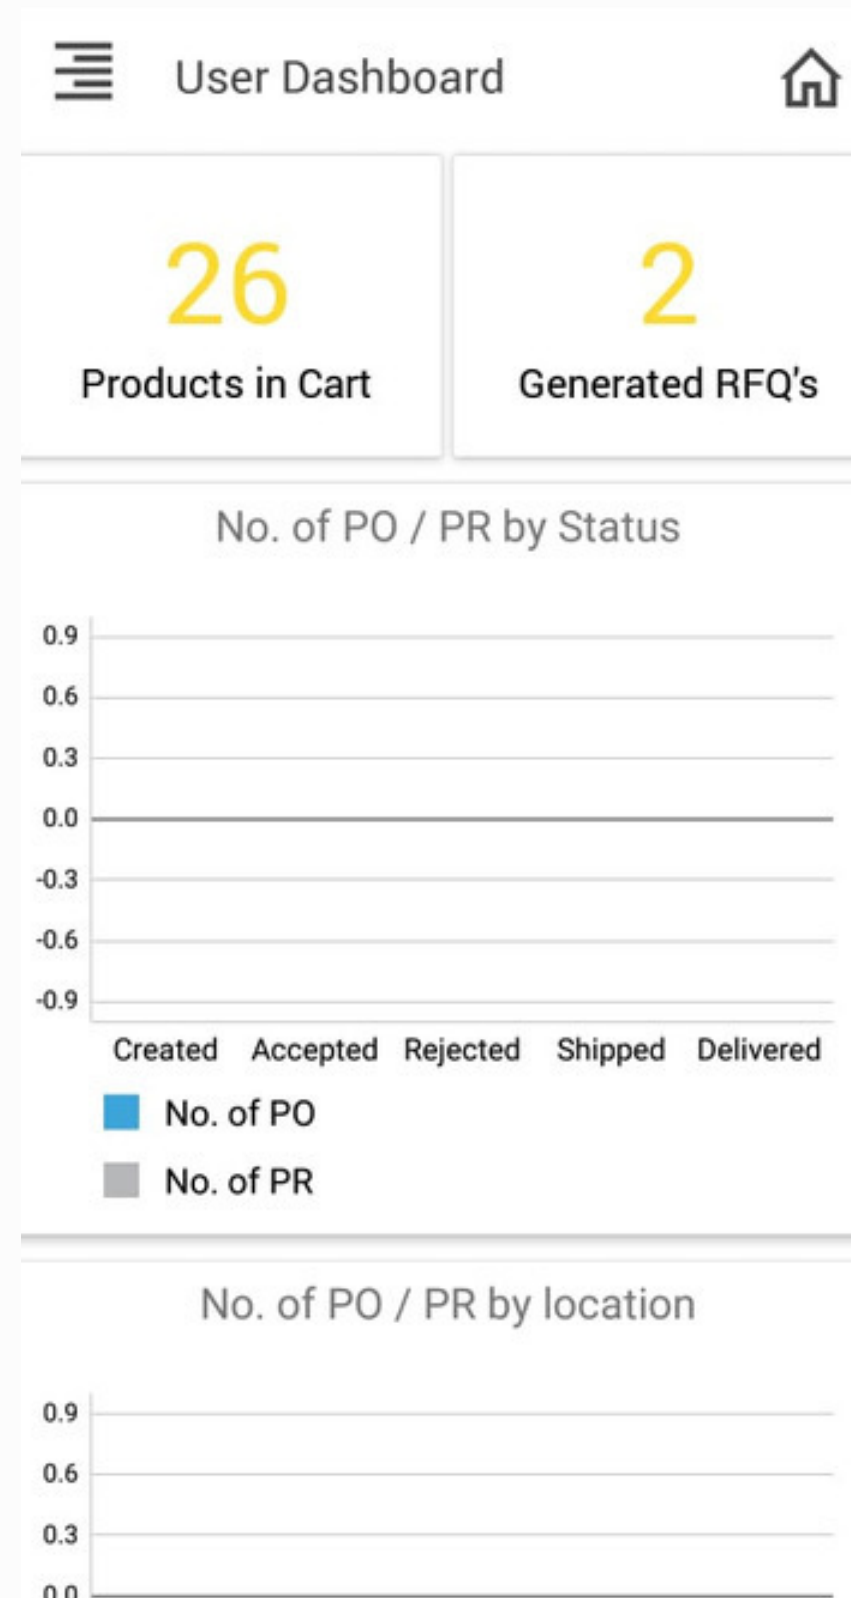 User Dashboard
26
Products in Cart
2
Generated RFQ's
No. of PO / PR by Status
0.9
0.6
0.3
0.0
-0.3
-0.6
-0.9
Created Accepted Rejected Shipped Delivered
No. of PO
No. of PR
No. of PO / PR by location
0.9
0.6
0.3
0.0